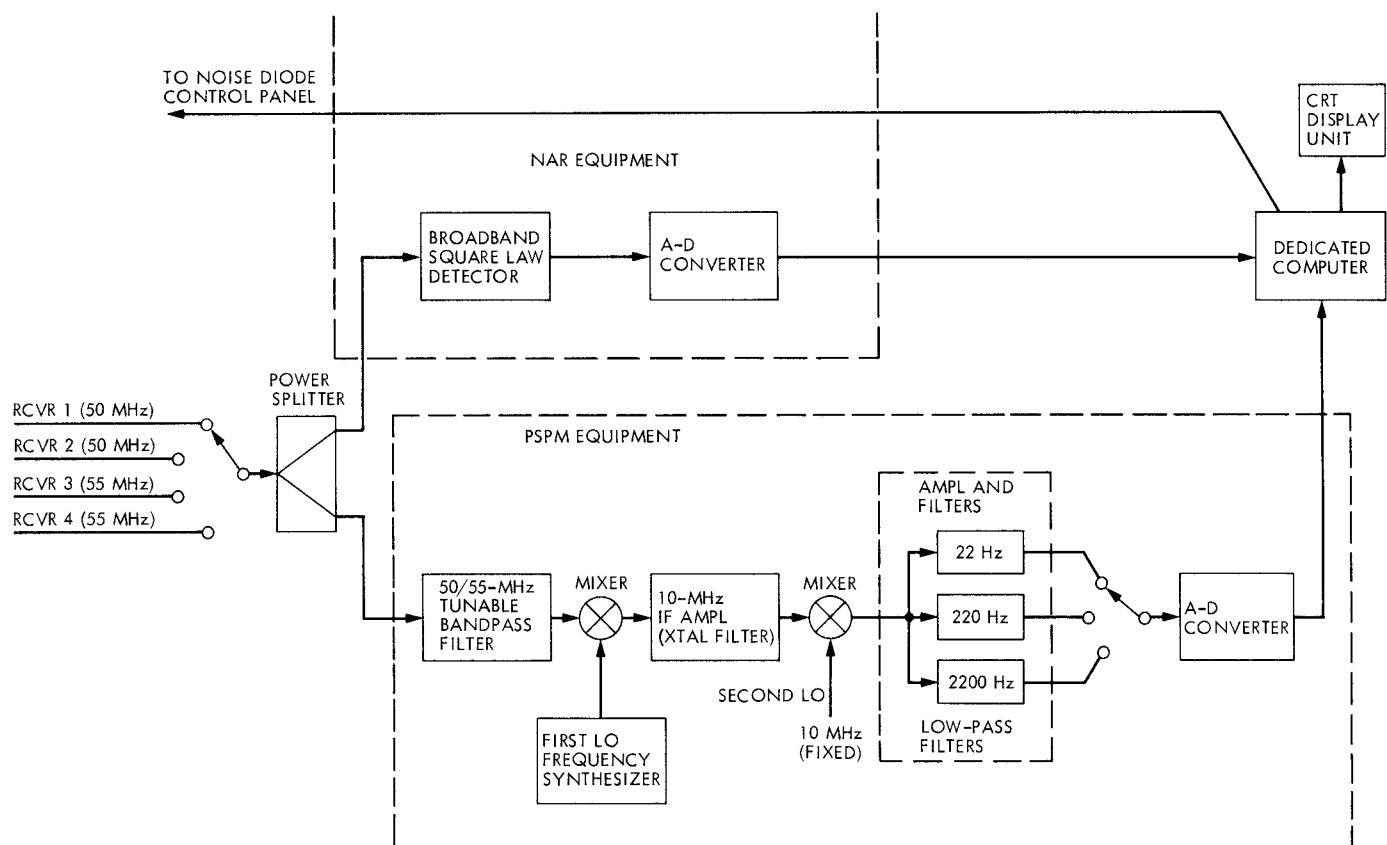 TO NOISE DIODE
CONTROL PANEL
CRT
DISPLAY
UNIT
NAR EQUIPMENT
BROADBAND
SQUARE LAW
DETECTOR
A-D
CONVERTER
DEDICATED
COMPUTER
POWER
SPLITTER
RCVR 1 (50 MHz)
RCVR 2 (50 MHz)
RCVR 3 (55 MHz)
RCVR 4 (55 MHz)
PSPM EQUIPMENT
50/55-MHz
TUNABLE
BANDPASS
FILTER
MIXER
10-MHz
IF AMPL
(XTAL FILTER)
MIXER
AMPL AND
FILTERS
22 Hz
220 Hz
2200 Hz
LOW-PASS
FILTERS
A-D
CONVERTER
SECOND LO
10 MHz
(FIXED)
FIRST LO
FREQUENCY
SYNTHESIZER